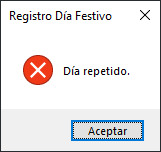 Registro Día Festivo
Día repetido.
Aceptar